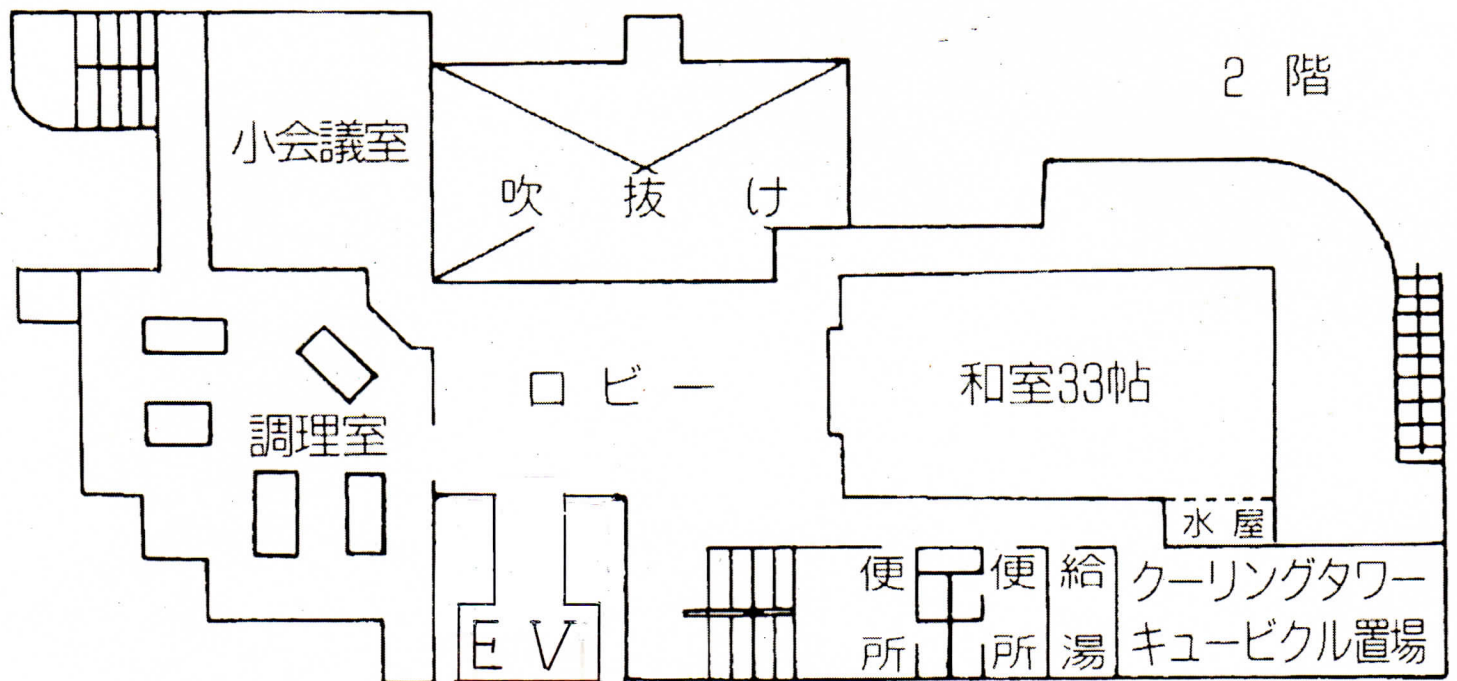 2 階
小会議室
吹 抜 け
ロ ビ ー
和室33帖
調理室
水 屋
E V
便所
便所
給湯
クーリングタワー
キュービクル置場